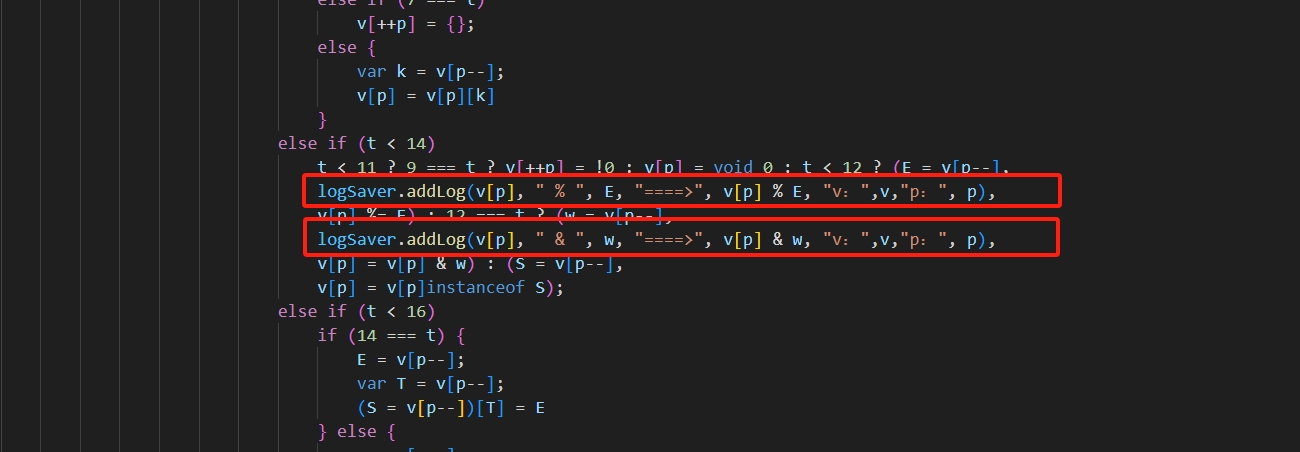 else if (7 === t)
v[++p] = {};
else {
var k = v[p--];
v[p] = v[p][k]
}
else if (t < 14)
t < 11 ? 9 === t ? v[++p] = !0 : v[p] = void 0 : t < 12 ? (E = v[p--],
logSaver.addLog(v[p], " % ", E, "====>", v[p] % E, "v：",v,"p：", p),
v[p] %= E) : 12 === t ? (w = v[p--],
logSaver.addLog(v[p], " & ", w, "====>", v[p] & w, "v：",v,"p：", p),
v[p] = v[p] & w) : (S = v[p--],
v[p] = v[p]instanceof S);
else if (t < 16)
if (14 === t) {
E = v[p--];
var T = v[p--];
(S = v[p--])[T] = E
} else {